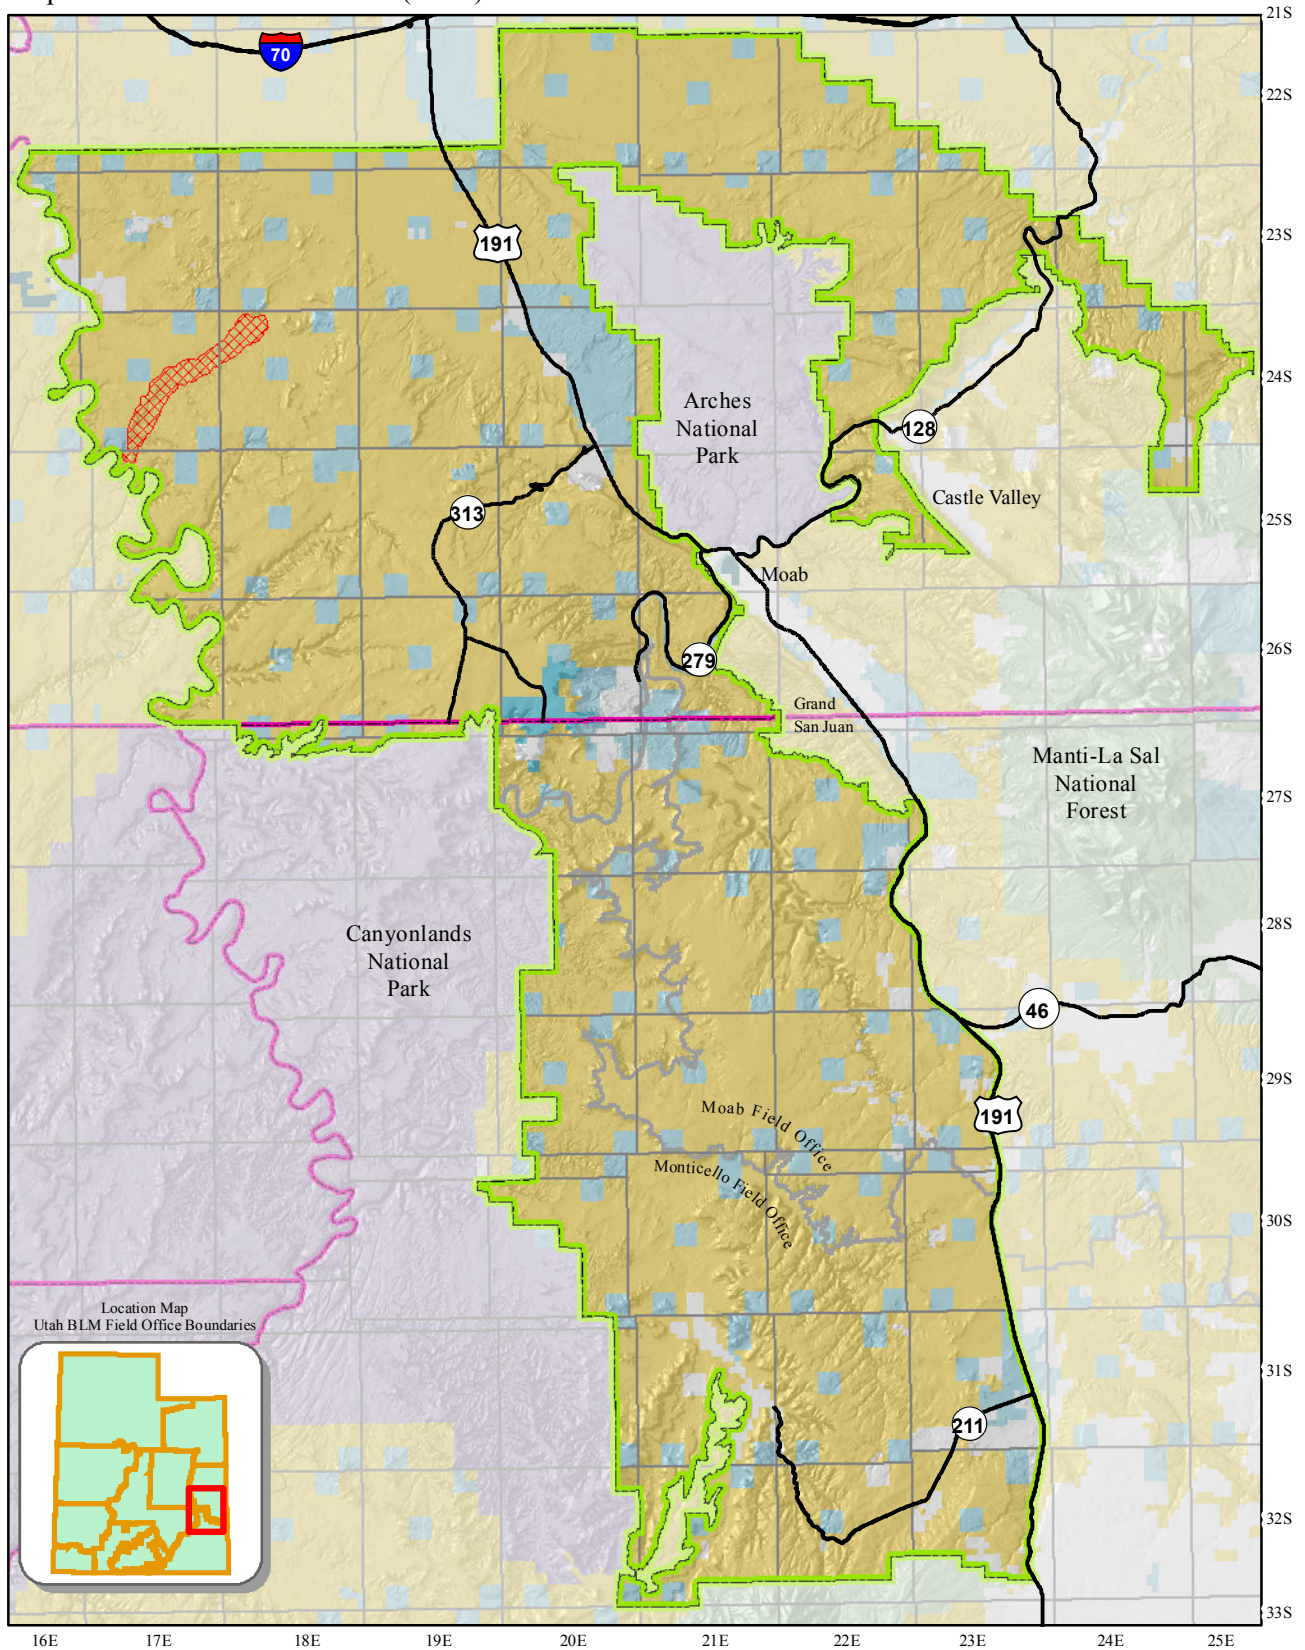 21S
70
22S
191
23S
24S
Arches
National
Park
128
Castle Valley
313
25S
Moab
279
26S
Grand
San Juan
Manti-La Sal
National
Forest
27S
Canyonlands
National
Park
28S
46
29S
Moab Field Office
191
Monticello Field Office
30S
Location Map
Utah BLM Field Office Boundaries
31S
211
32S
33S
16E 17E 18E 19E 20E 21E 22E 23E 24E 25E